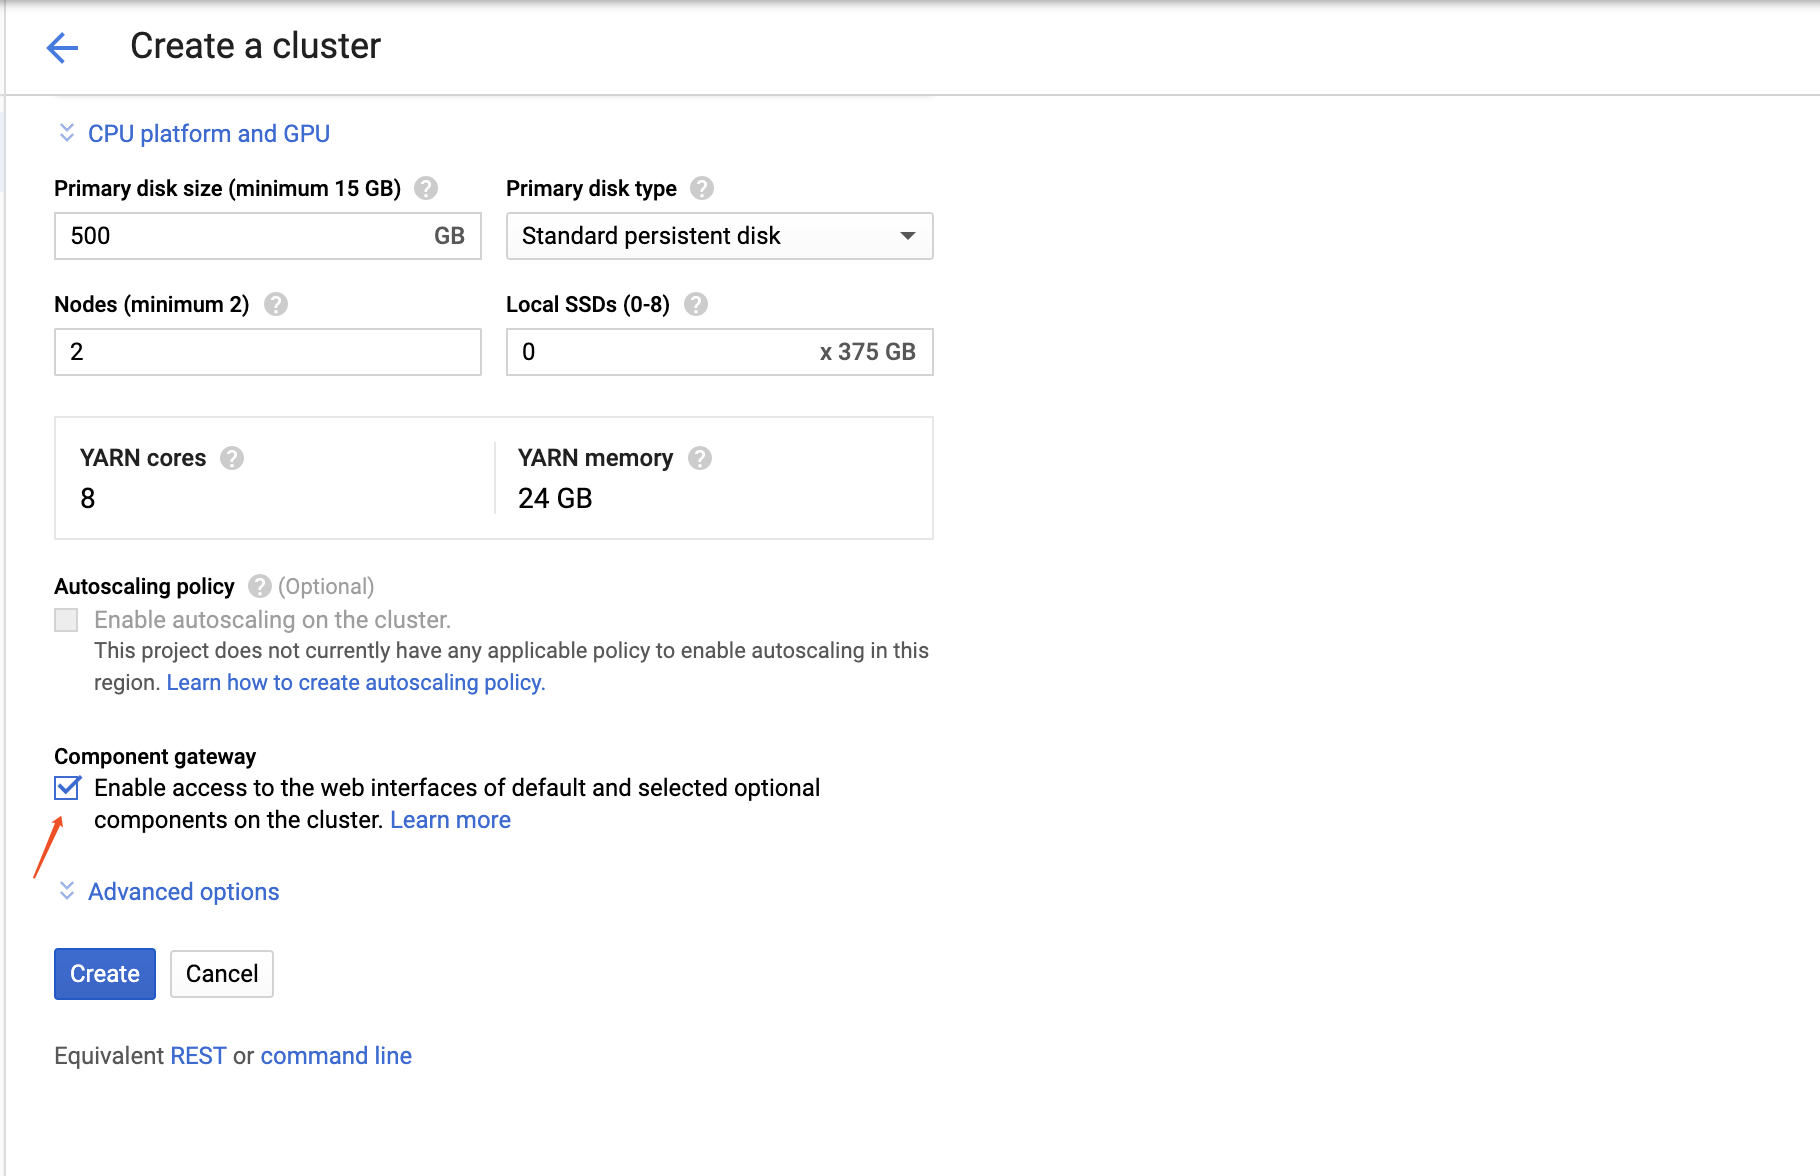 Create a cluster
CPU platform and GPU
Primary disk size (minimum 15 GB) ?
Primary disk type ?
500 GB
Standard persistent disk
Nodes (minimum 2) ?
Local SSDs (0-8) ?
2
0 x 375 GB
YARN cores ?
8
YARN memory ?
24 GB
Autoscaling policy ? (Optional)
Enable autoscaling on the cluster.
This project does not currently have any applicable policy to enable autoscaling in this
region. Learn how to create autoscaling policy.
Component gateway
Enable access to the web interfaces of default and selected optional
components on the cluster. Learn more
Advanced options
Create Cancel
Equivalent REST or command line